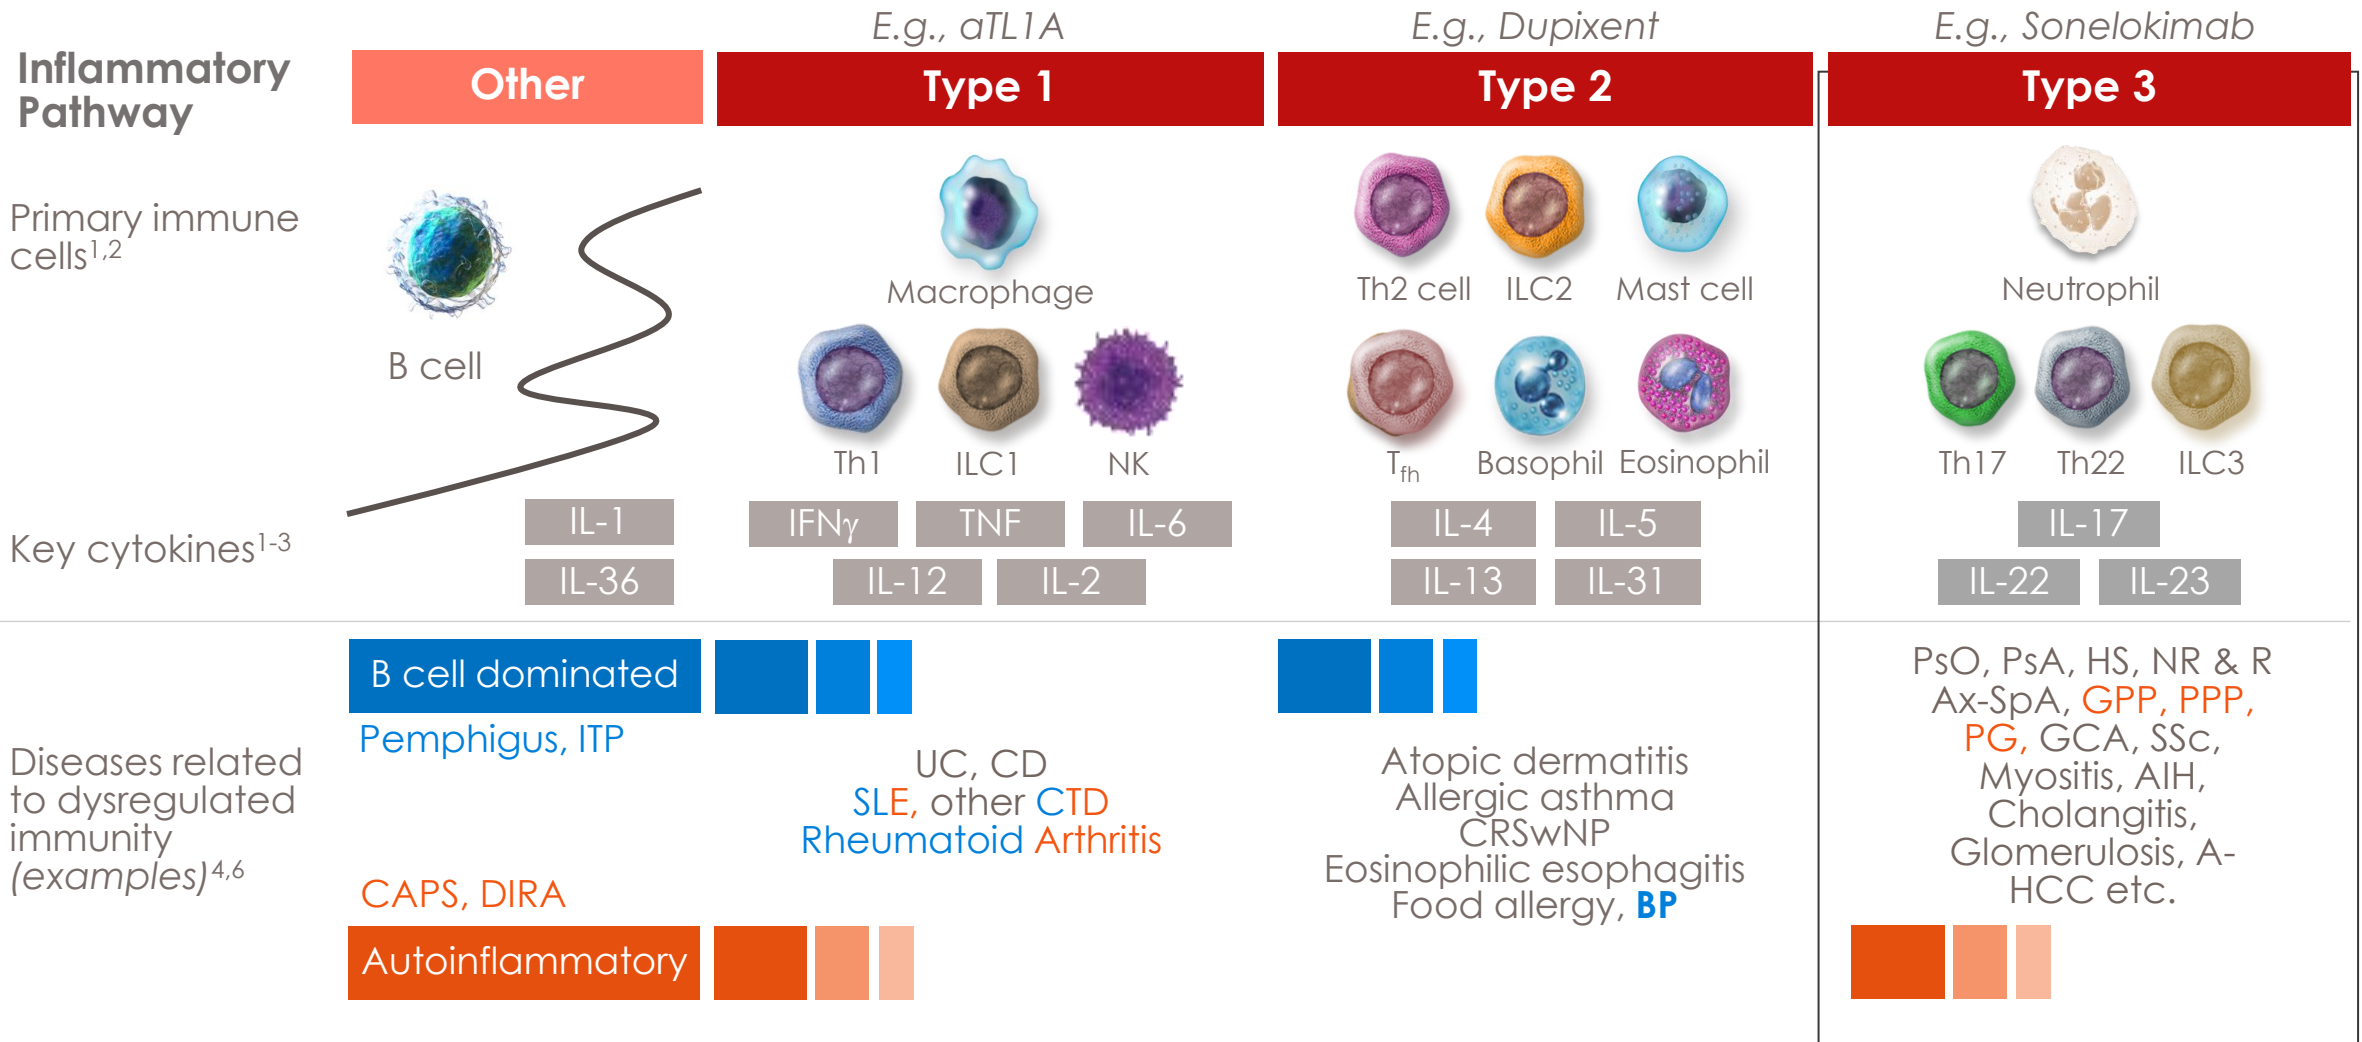 E.g., aTL1A
E.g., Dupixent
E.g., Sonelokimab
Inflammatory
Pathway
Other
Type 1
Type 2
Type 3
Primary immune
cells1,2
B cell
Macrophage
Th1
ILC1
NK
Th2 cell
ILC2
Mast cell
Tfh
Basophil
Eosinophil
Neutrophil
Th17
Th22
ILC3
Key cytokines1-3
IL-1
IL-36
IFNγ
TNF
IL-6
IL-12
IL-2
IL-4
IL-5
IL-13
IL-31
IL-17
IL-22
IL-23
Diseases related
to dysregulated
immunity
(examples)4,6
B cell dominated
Pemphigus, ITP
CAPS, DIRA
Autoinflammatory
UC, CD
SLE, other CTD
Rheumatoid Arthritis
Atopic dermatitis
Allergic asthma
CRSwNP
Eosinophilic esophagitis
Food allergy, BP
PsO, PsA, HS, NR & R
Ax-SpA, GPP, PPP,
PG, GCA, SSc,
Myositis, AIH,
Cholangitis,
Glomerulosis, A-
HCC etc.